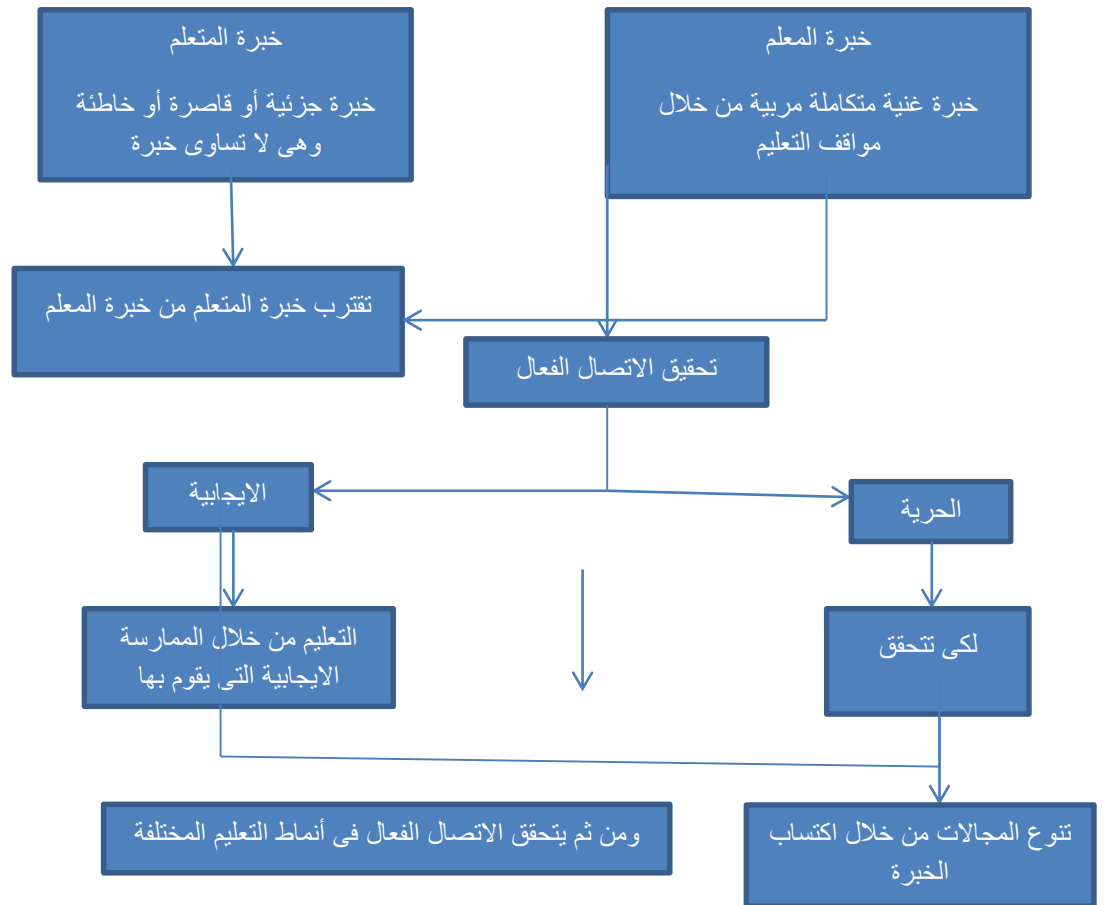 خبرة المعلم
خبرة غنية متكاملة مربية من خلال
مواقف التعليم
خبرة المتعلم
خبرة جزئية أو قاصرة أو خاطئة
وهى لا تساوى خبرة
تقترب خبرة المتعلم من خبرة المعلم
تحقيق الاتصال الفعال
الحرية
الايجابية
لكى تتحقق
التعليم من خلال الممارسة
الايجابية التى يقوم بها
تنوع المجالات من خلال اكتساب
الخبرة
ومن ثم يتحقق الاتصال الفعال فى أنماط التعليم المختلفة